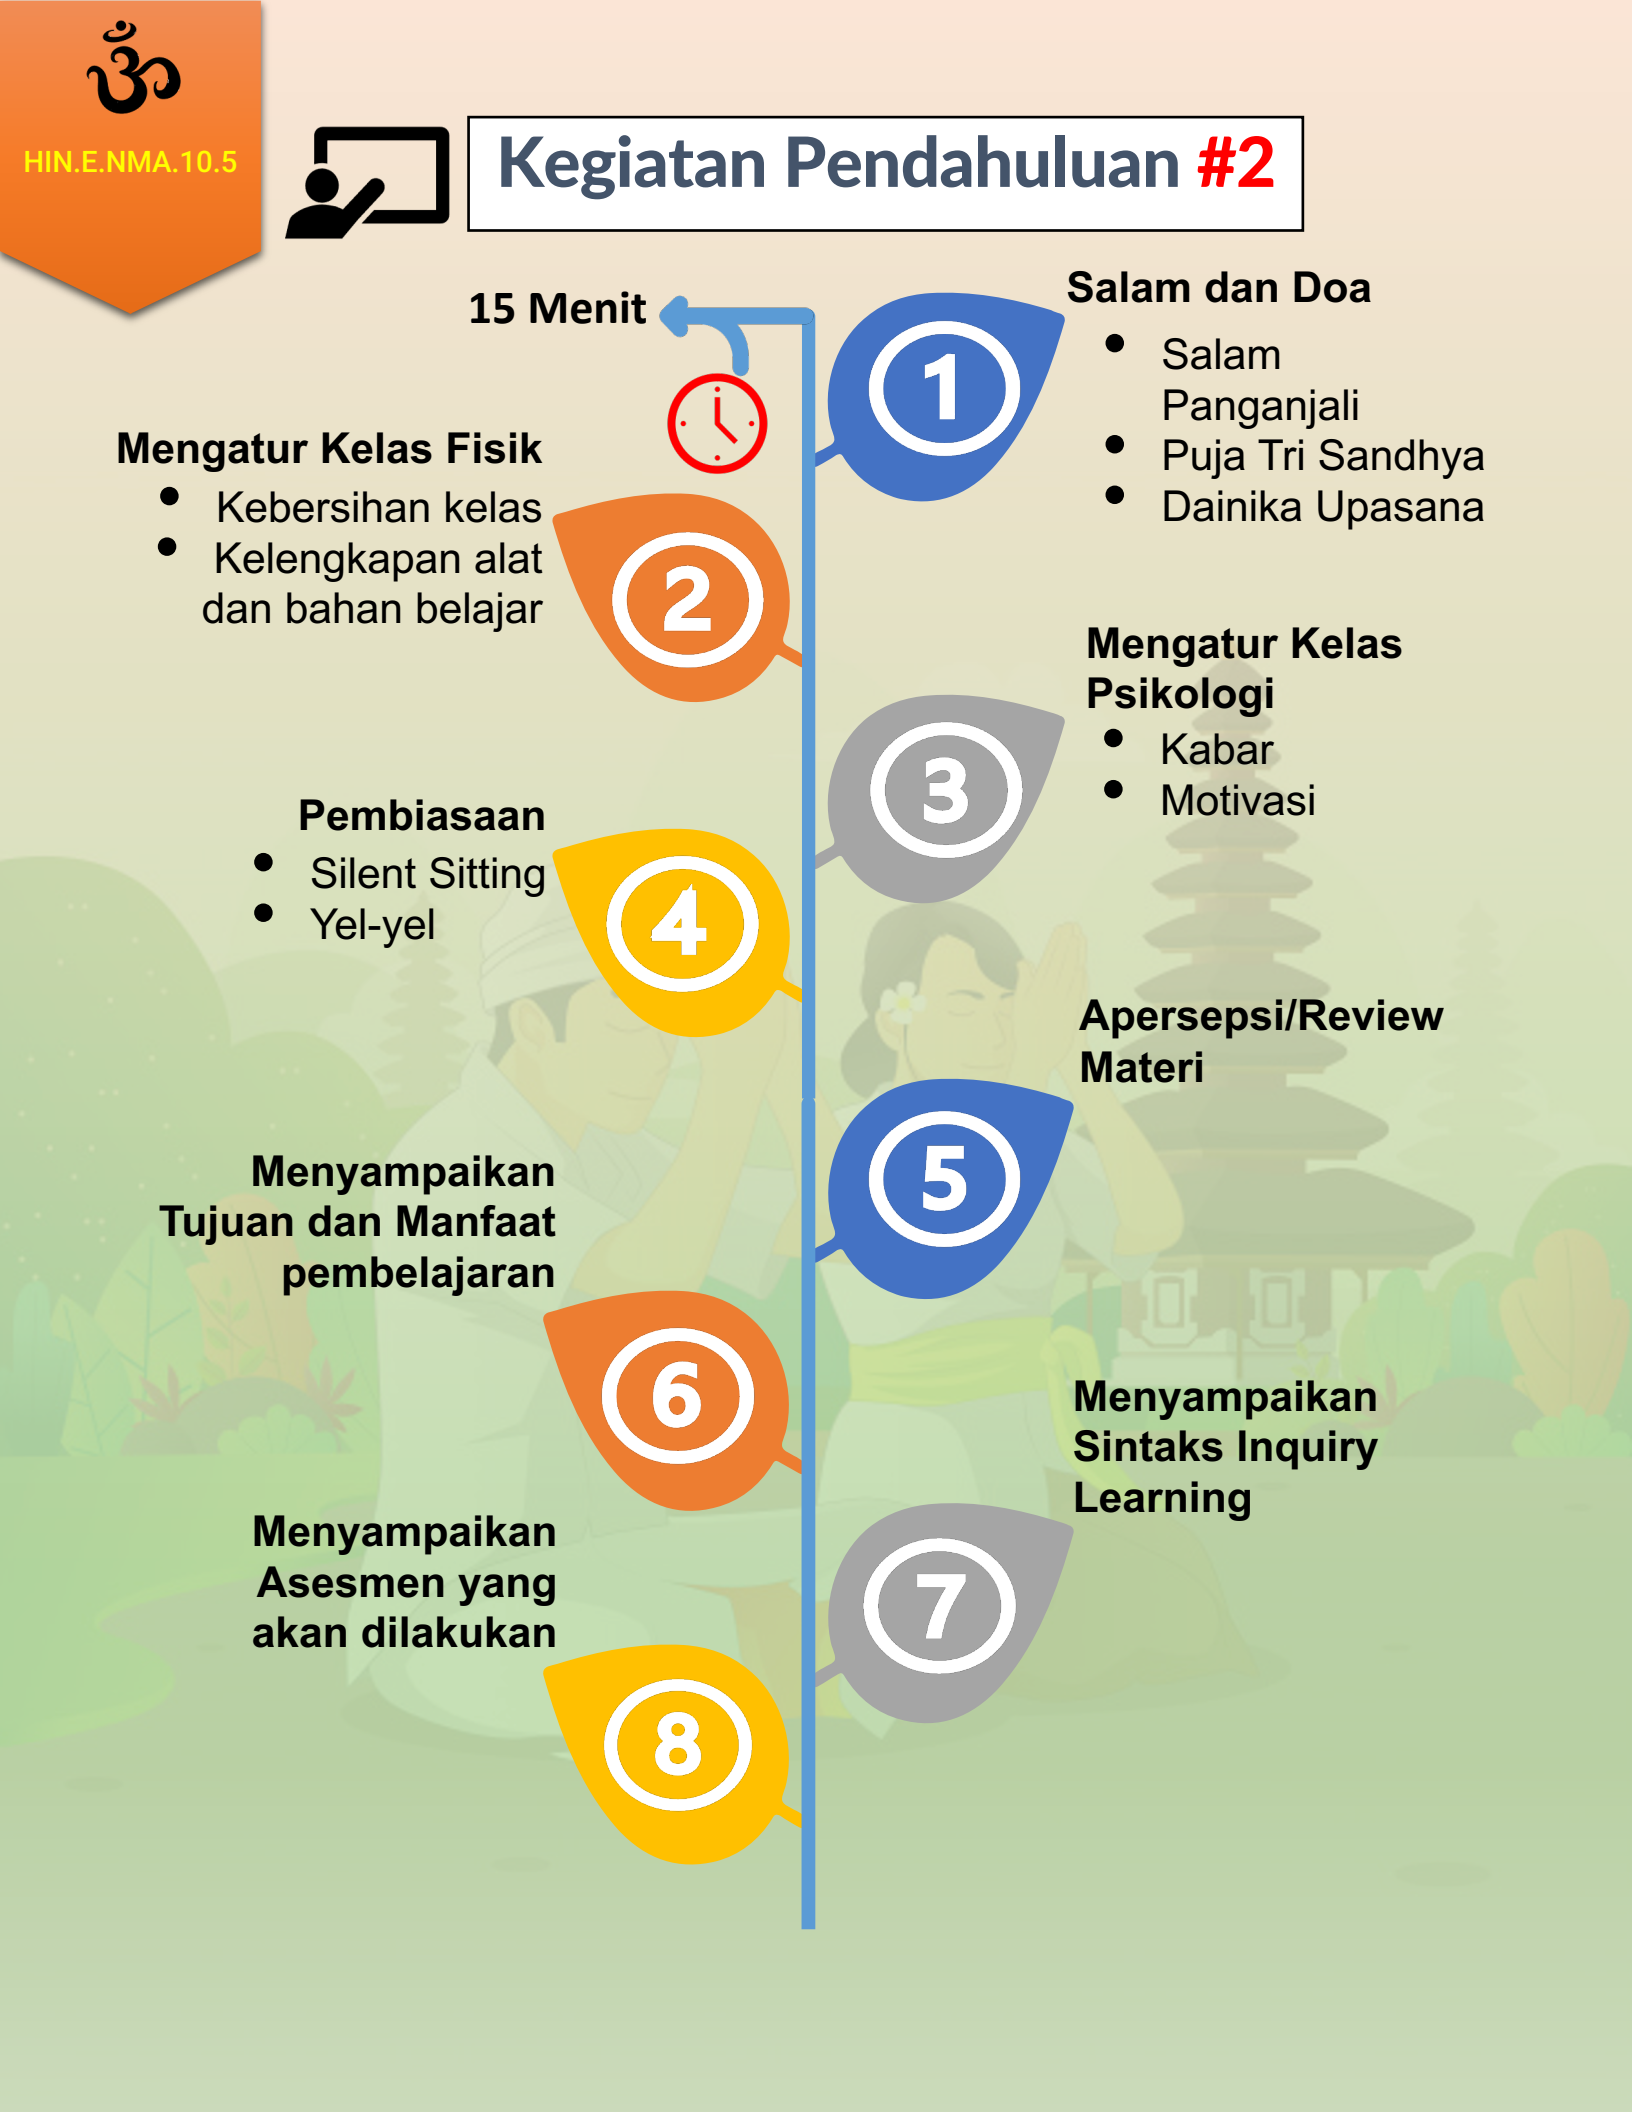 ॐ
HIN.E.NMA.10.5
Kegiatan Pendahuluan #2
15 Menit
1
Salam dan Doa
• Salam
Panganjali
• Puja Tri Sandhya
• Dainika Upasana
Mengatur Kelas Fisik
• Kebersihan kelas
• Kelengkapan alat
dan bahan belajar
2
Mengatur Kelas
Psikologi
• Kabar
• Motivasi
3
Pembiasaan
• Silent Sitting
• Yel-yel
4
Apersepsi/Review
Materi
5
Menyampaikan
Tujuan dan Manfaat
pembelajaran
6
Menyampaikan
Sintaks Inquiry
Learning
7
Menyampaikan
Asesmen yang
akan dilakukan
8